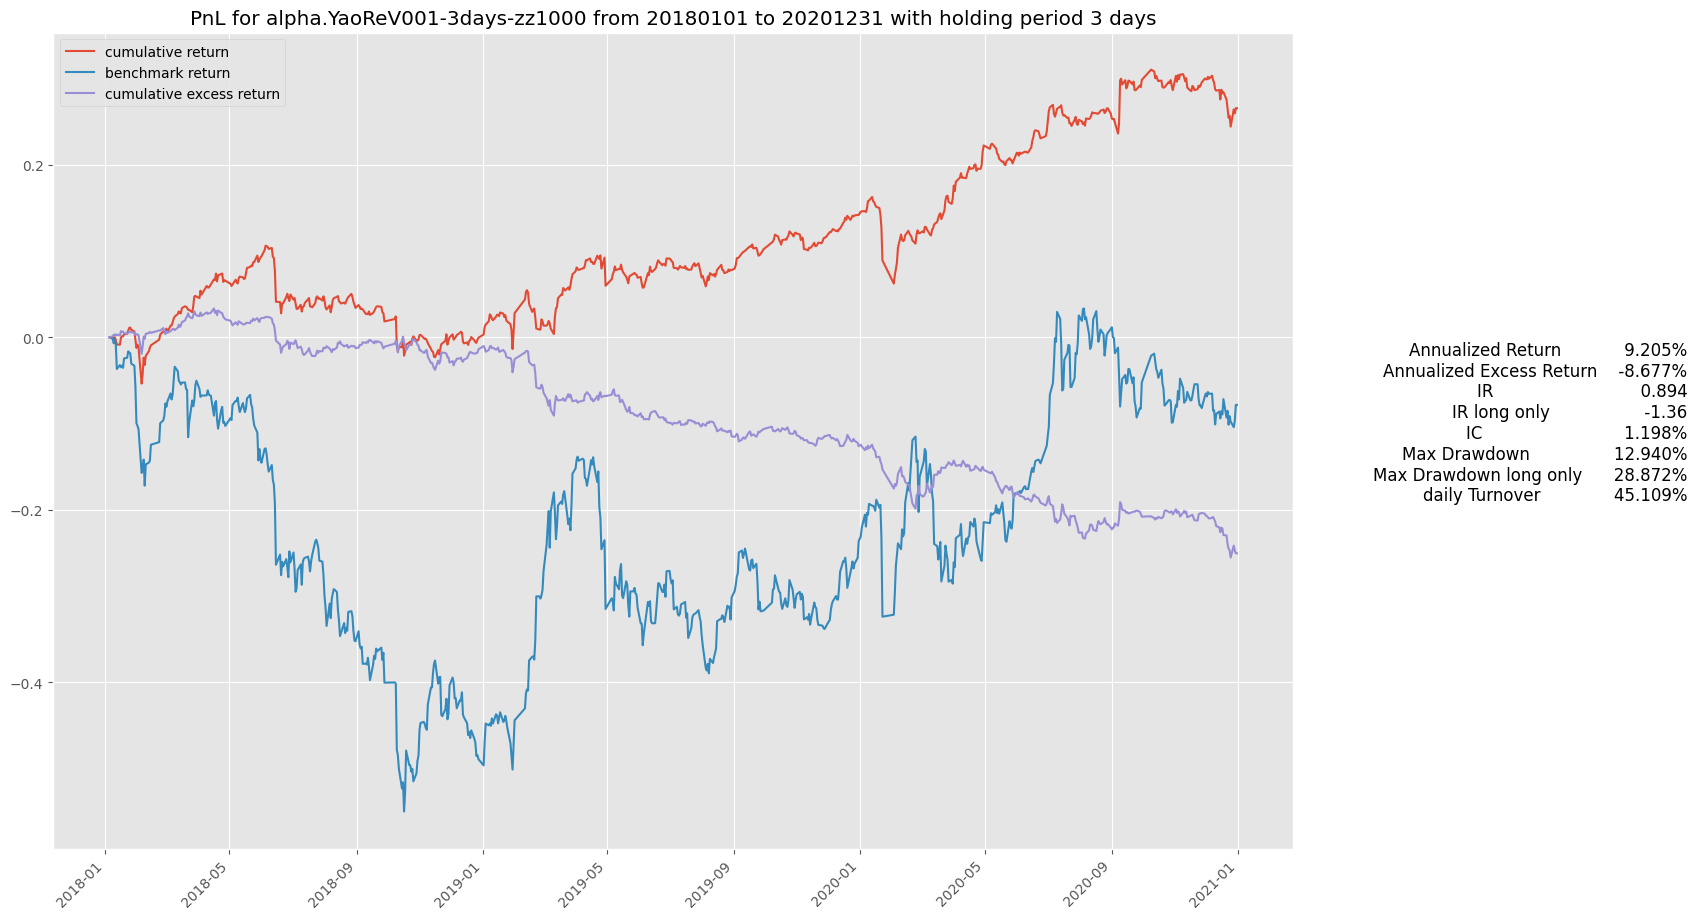 PnL for alpha.YaoReV001-3days-zz1000 from 20180101 to 20201231 with holding period 3 days
cumulative return
benchmark return
cumulative excess return
0.2
0.0
−0.2
−0.4
2018-01
2018-05
2018-09
2019-01
2019-05
2019-09
2020-01
2020-05
2020-09
2021-01
Annualized Return 9.205%
Annualized Excess Return -8.677%
IR 0.894
IR long only -1.36
IC 1.198%
Max Drawdown 12.940%
Max Drawdown long only 28.872%
daily Turnover 45.109%